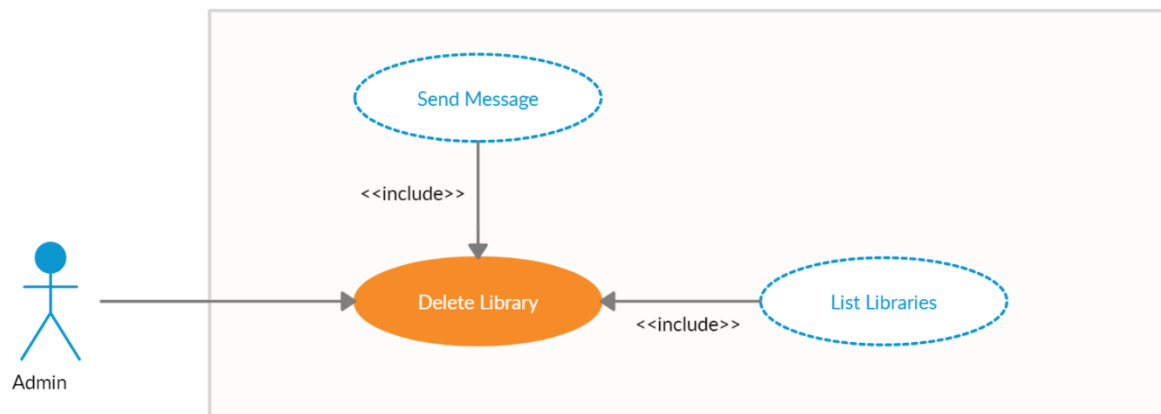 Send Message
<<include>>
Delete Library
List Libraries
<<include>>
Admin